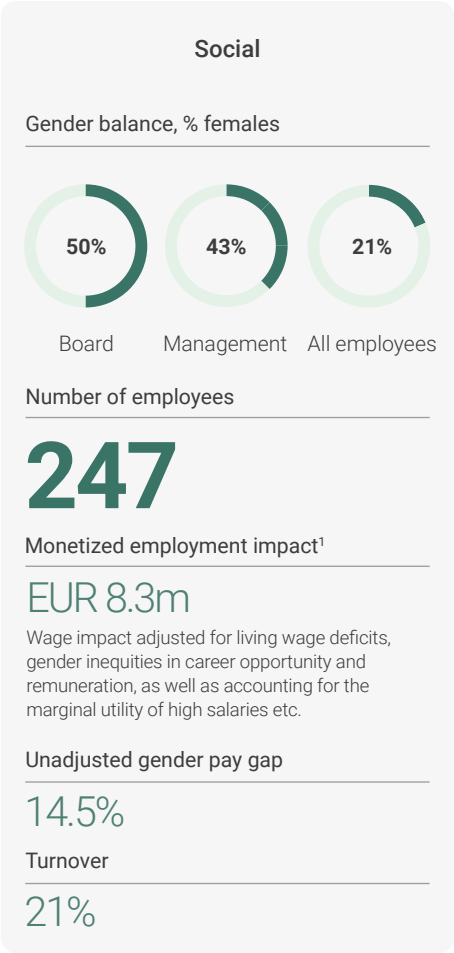 Social
Gender balance, % females
50% 43% 21%
Board Management All employees
Number of employees
247
Monetized employment impact¹
EUR 8.3m
Wage impact adjusted for living wage deficits,
gender inequities in career opportunity and
remuneration, as well as accounting for the
marginal utility of high salaries etc.
Unadjusted gender pay gap
14.5%
Turnover
21%